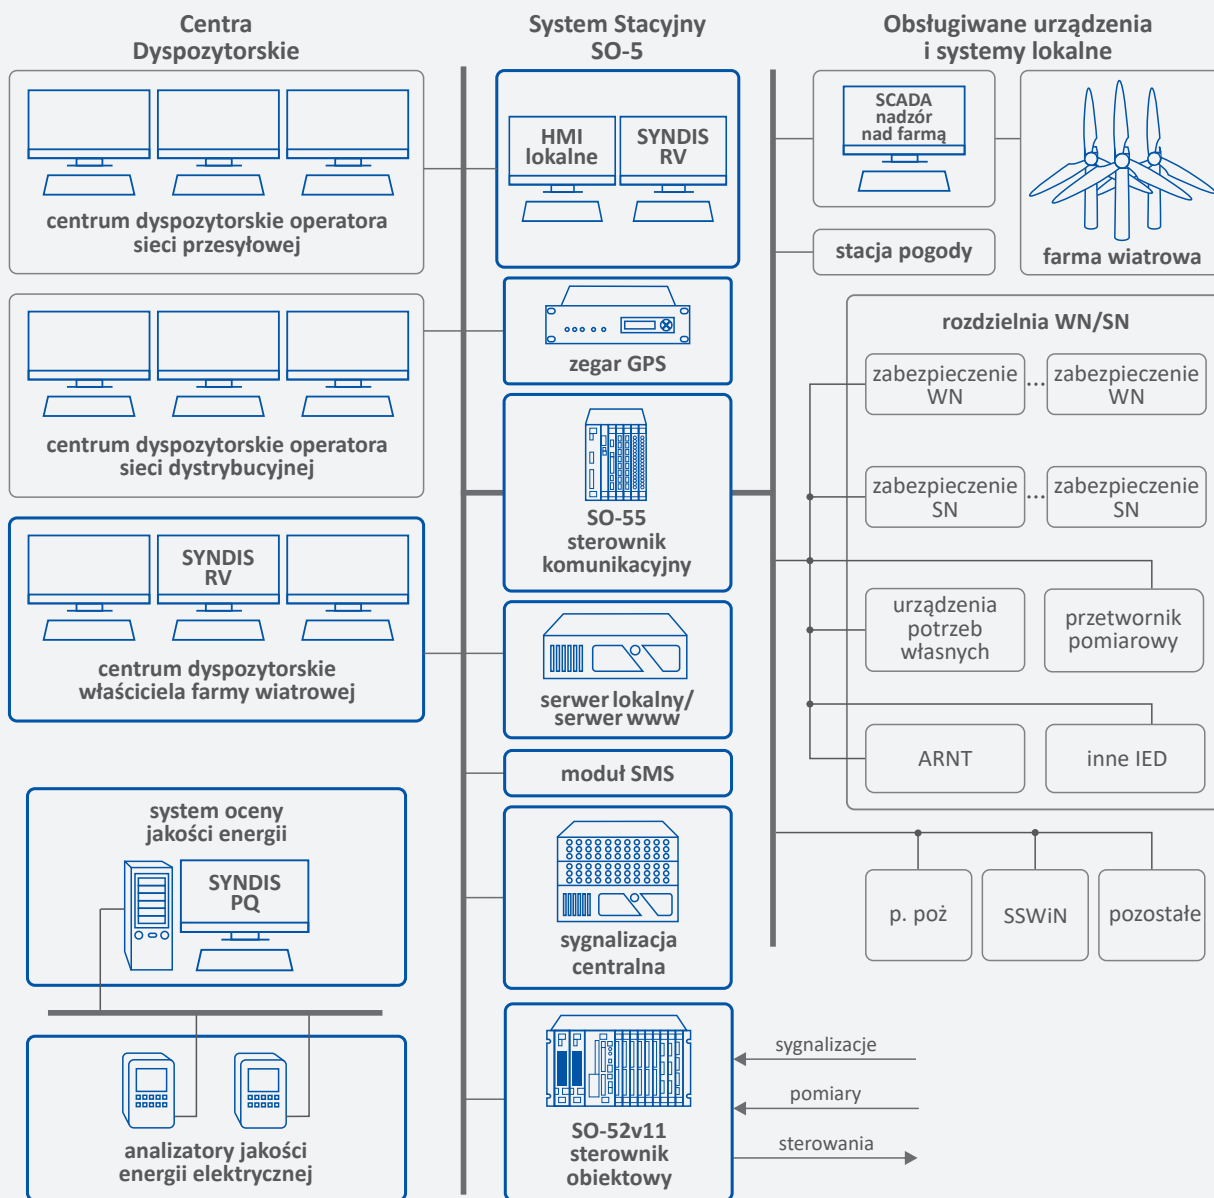 Centra
Dyspozytorskie
centrum dyspozytorskie operatora
sieci przesyłowej
centrum dyspozytorskie operatora
sieci dystrybucyjnej
SYNDIS
RV
centrum dyspozytorskie
właściciela farmy wiatrowej
system oceny
jakości energii
SYNDIS
PQ
analizatory jakości
energii elektrycznej
System Stacyjny
SO-5
HMI
lokalne
SYNDIS
RV
zegar GPS
SO-55
sterownik
komunikacyjny
serwer lokalny/
serwer www
moduł SMS
sygnalizacja
centralna
SO-52v11
sterownik
obiektowy
sygnalizacje
pomiary
sterowania
Obsługiwane urządzenia
i systemy lokalne
SCADA
nadzór
nad farmą
farma wiatrowa
stacja pogody
rozdzielnia WN/SN
zabezpieczenie
WN
...
zabezpieczenie
WN
zabezpieczenie
SN
...
zabezpieczenie
SN
urządzenia
potrzeb
własnych
przetwornik
pomiarowy
ARNT
inne IED
p. poż
SSWiN
pozostałe